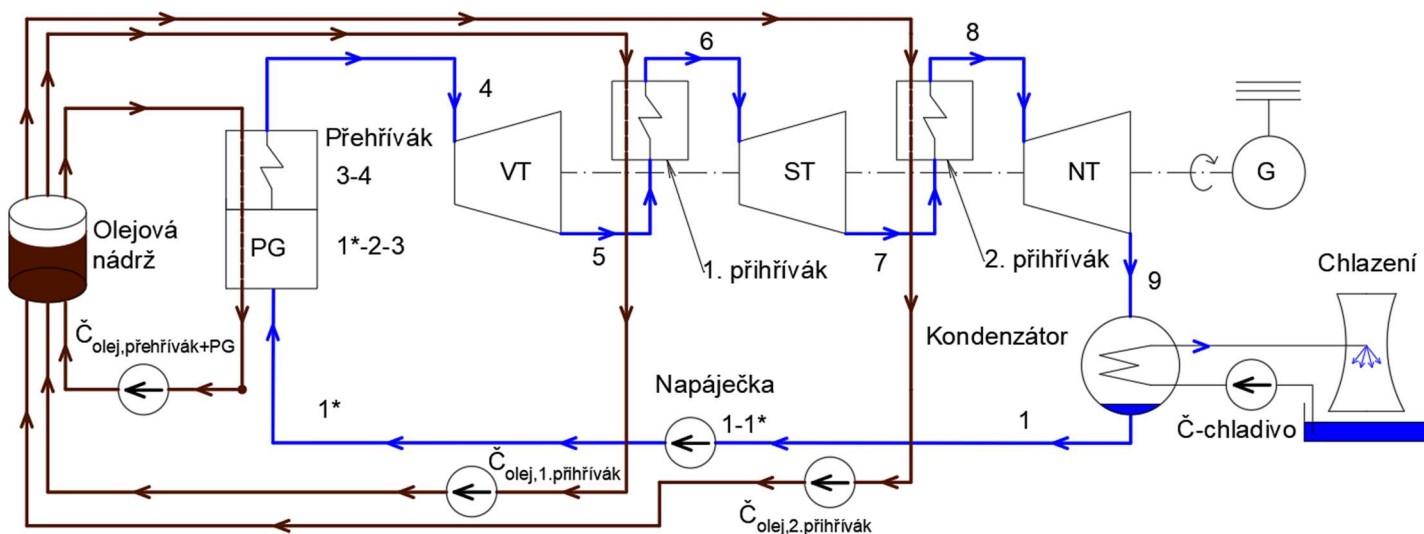 6
8
4
Přehřívák
3-4
VT
ST
NT
G
Olejová
nádrž
PG
1*-2-3
5
1. přihřívák
7
2. přihřívák
9
Chlazení
Kondenzátor
Čolej,přehřívák+PG
Napáječka
1*
1-1*
1
Č-chladivo
Čolej,1.přihřívák
Čolej,2.přihřívák